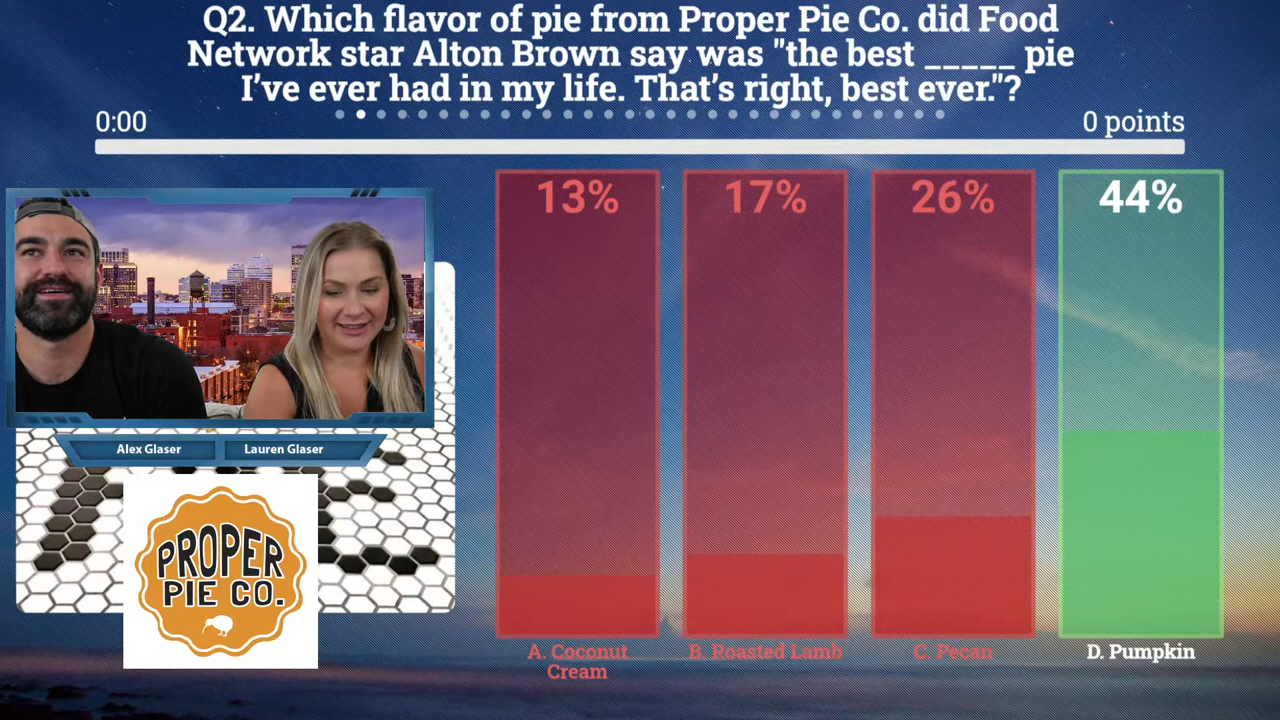 Q2. Which flavor of pie from Proper Pie Co. did Food
Network star Alton Brown say was "the best _____ pie
I’ve ever had in my life. That’s right, best ever."?
0:00
0 points
13%
17%
26%
44%
Alex Glaser
Lauren Glaser
PROPER
PIE CO.
A. Coconut
Cream
B. Roasted Lamb
C. Pecan
D. Pumpkin